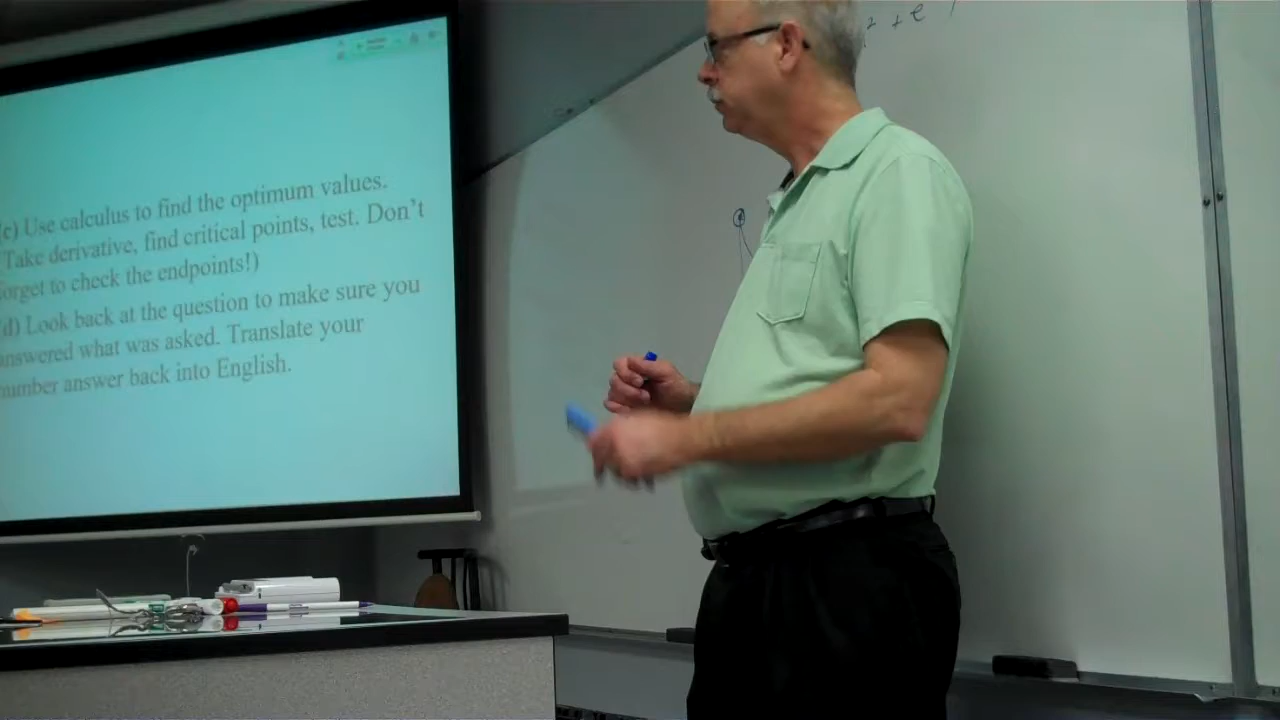 (c) Use calculus to find the optimum values.
(Take derivative, find critical points, test. Don't
forget to check the endpoints!)
(d) Look back at the question to make sure you
answered what was asked. Translate your
number answer back into English.
2 + e